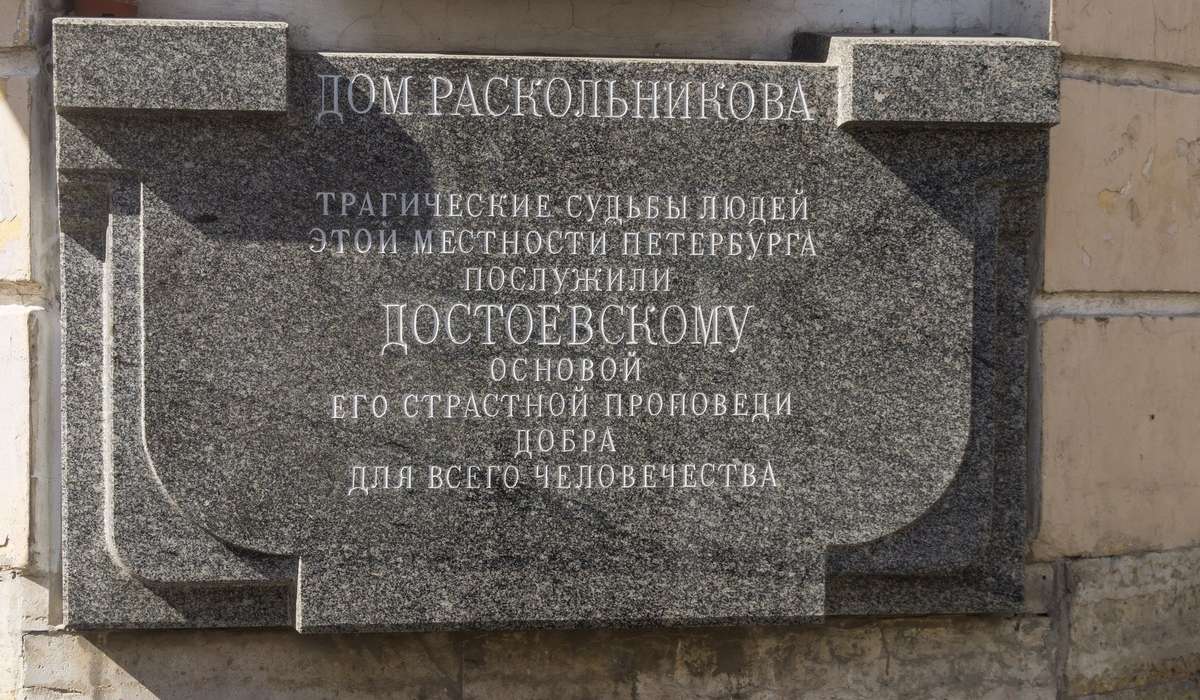 ДОМ РАСКОЛЬНИКОВА
ТРАГИЧЕСКИЕ СУДЬБЫ ЛЮДЕЙ
ЭТОЙ МЕСТНОСТИ ПЕТЕРБУРГА
ПОСЛУЖИЛИ
ДОСТОЕВСКОМУ
ОСНОВОЙ
ЕГО СТРАСТНОЙ ПРОПОВЕДИ
ДОБРА
ДЛЯ ВСЕГО ЧЕЛОВЕЧЕСТВА